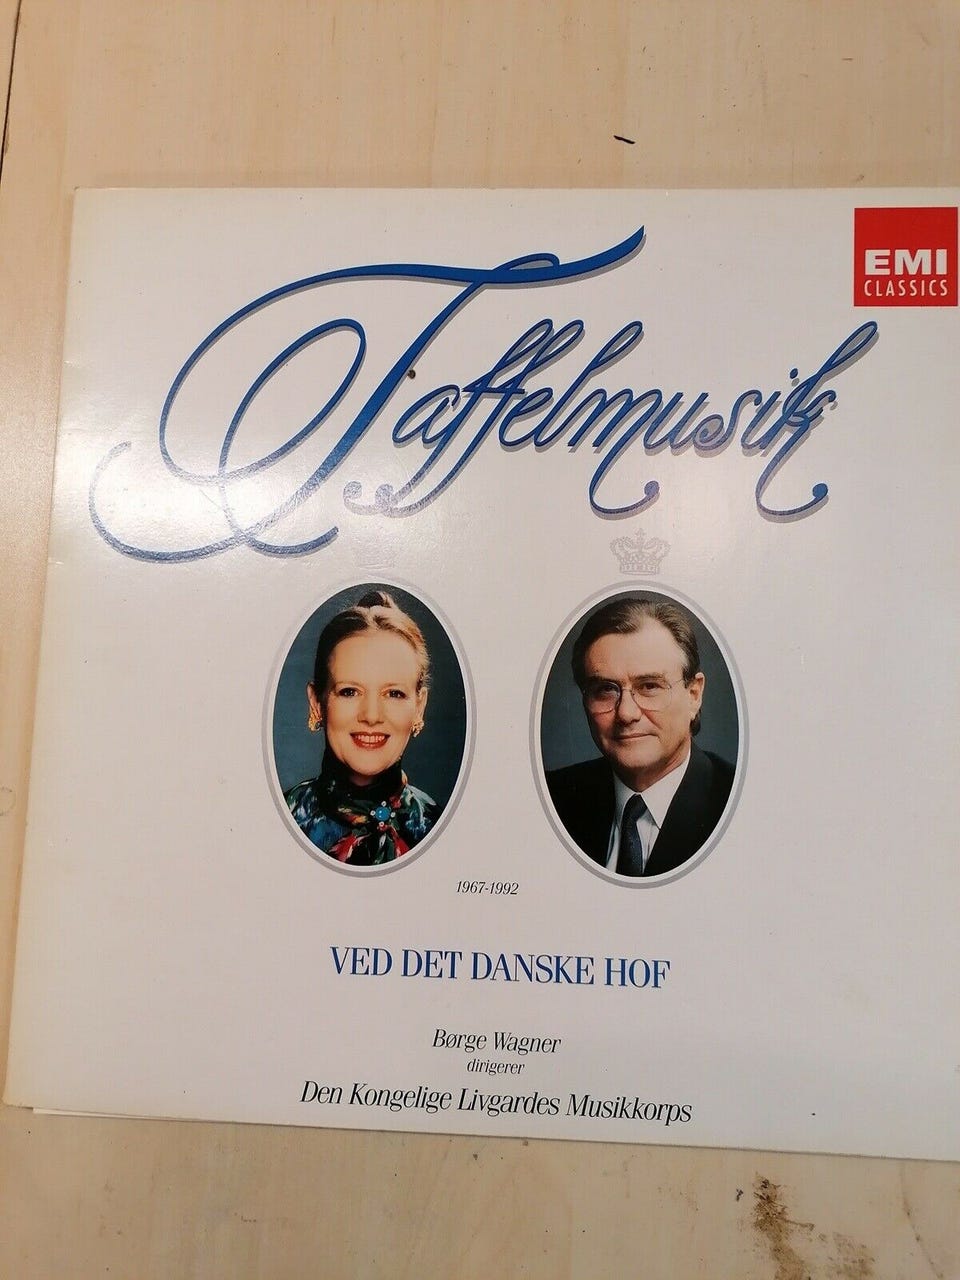 EMI
CLASSICS
Taffelmusik
1967-1992
VED DET DANSKE HOF
Børge Wagner
dirigerer
Den Kongelige Livgardes Musikkorps